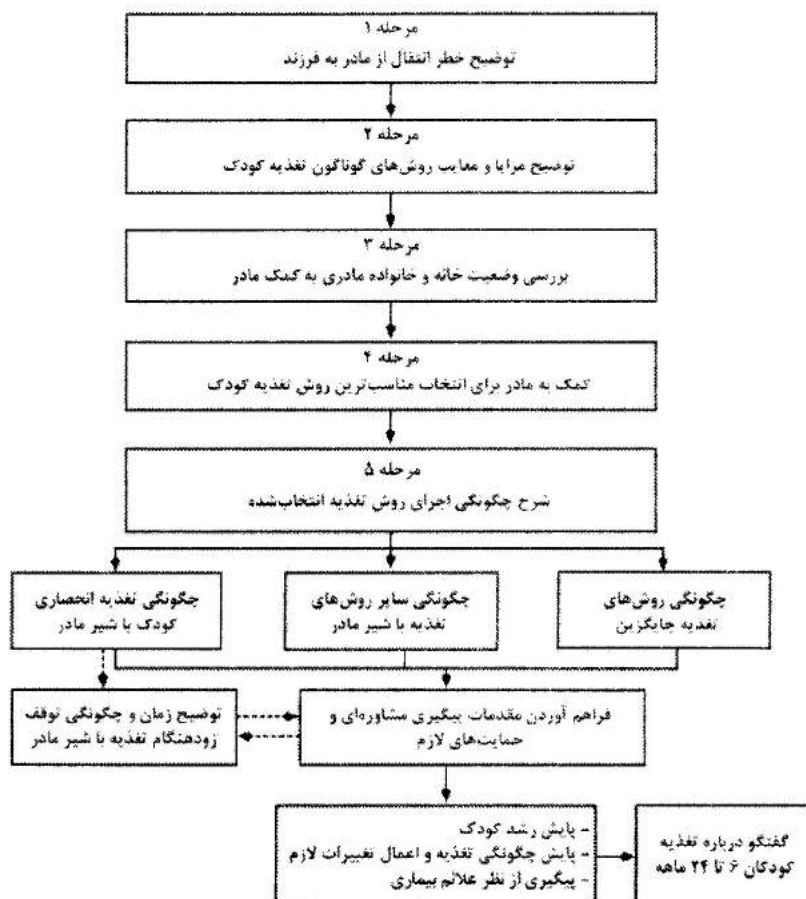 مرحله ۱
توضیح خطر انتقال از مادر به فرزند
مرحله ۲
توضیح مزایا و معایب روش‌های گوناگون تغذیه کودک
مرحله ۳
بررسی وضعیت خانه و خانواده مادری به کمک مادر
مرحله ۴
کمک به مادر برای انتخاب مناسب‌ترین روش تغذیه کودک
مرحله ۵
شرح چگونگی اجرای روش تغذیه انتخاب‌شده
چگونگی روش‌های
تغذیه جایگزین
چگونگی سایر روش‌های
تغذیه با شیر مادر
چگونگی تغذیه انحصاری
کودک با شیر مادر
فراهم آوردن مقدمات پیگیری مشاوره‌ای و
حمایت‌های لازم
توضیح زمان و چگونگی توقف
زودهنگام تغذیه با شیر مادر
- پایش رشد کودک
- پایش چگونگی تغذیه و اعمال تغییرات لازم
- پیگیری از نظر علائم بیماری
گفتگو درباره تغذیه
کودکان ۶ تا ۲۴ ماهه